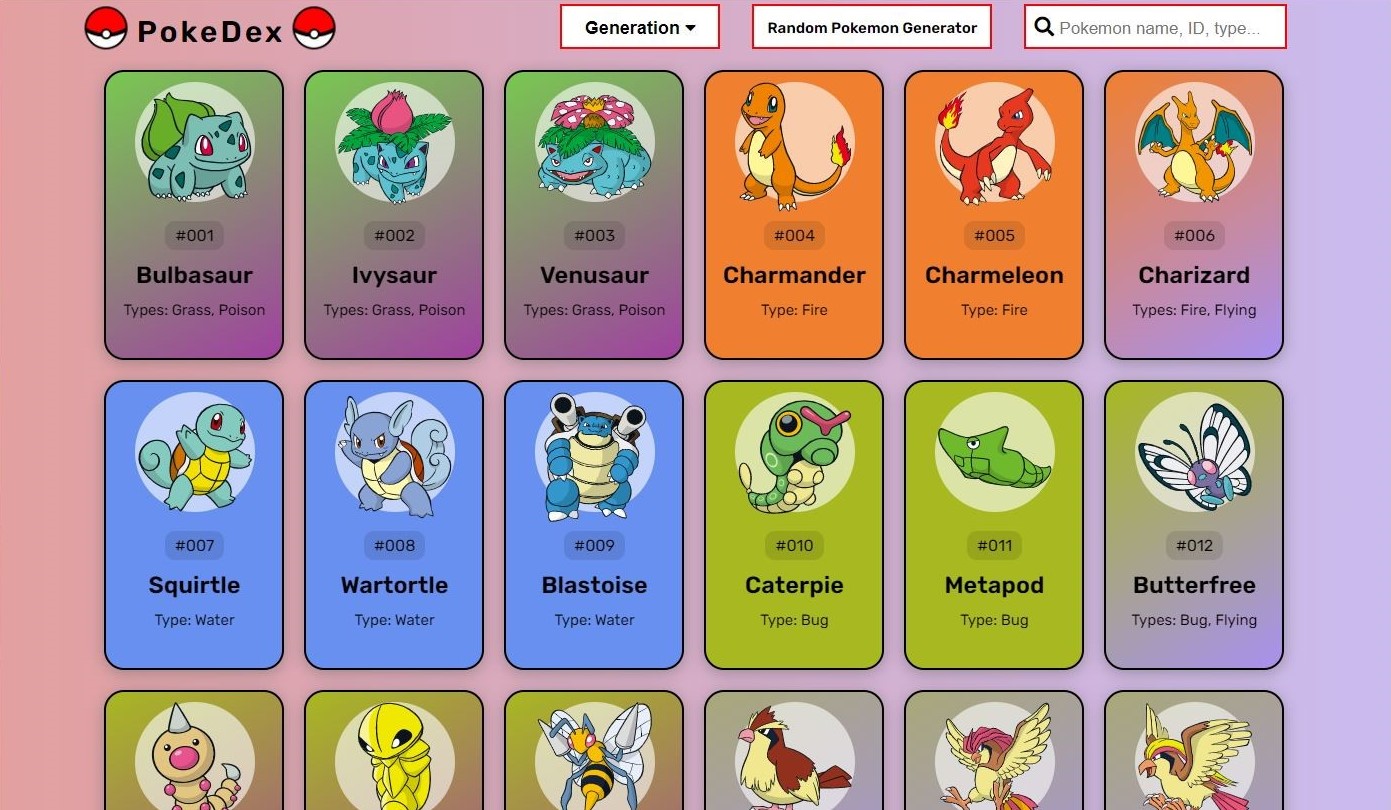 PokeDex
Generation
Random Pokemon Generator
Pokemon name, ID, type...
#001
Bulbasaur
Types: Grass, Poison
#002
Ivysaur
Types: Grass, Poison
#003
Venusaur
Types: Grass, Poison
#004
Charmander
Type: Fire
#005
Charmeleon
Type: Fire
#006
Charizard
Types: Fire, Flying
#007
Squirtle
Type: Water
#008
Wartortle
Type: Water
#009
Blastoise
Type: Water
#010
Caterpie
Type: Bug
#011
Metapod
Type: Bug
#012
Butterfree
Types: Bug, Flying